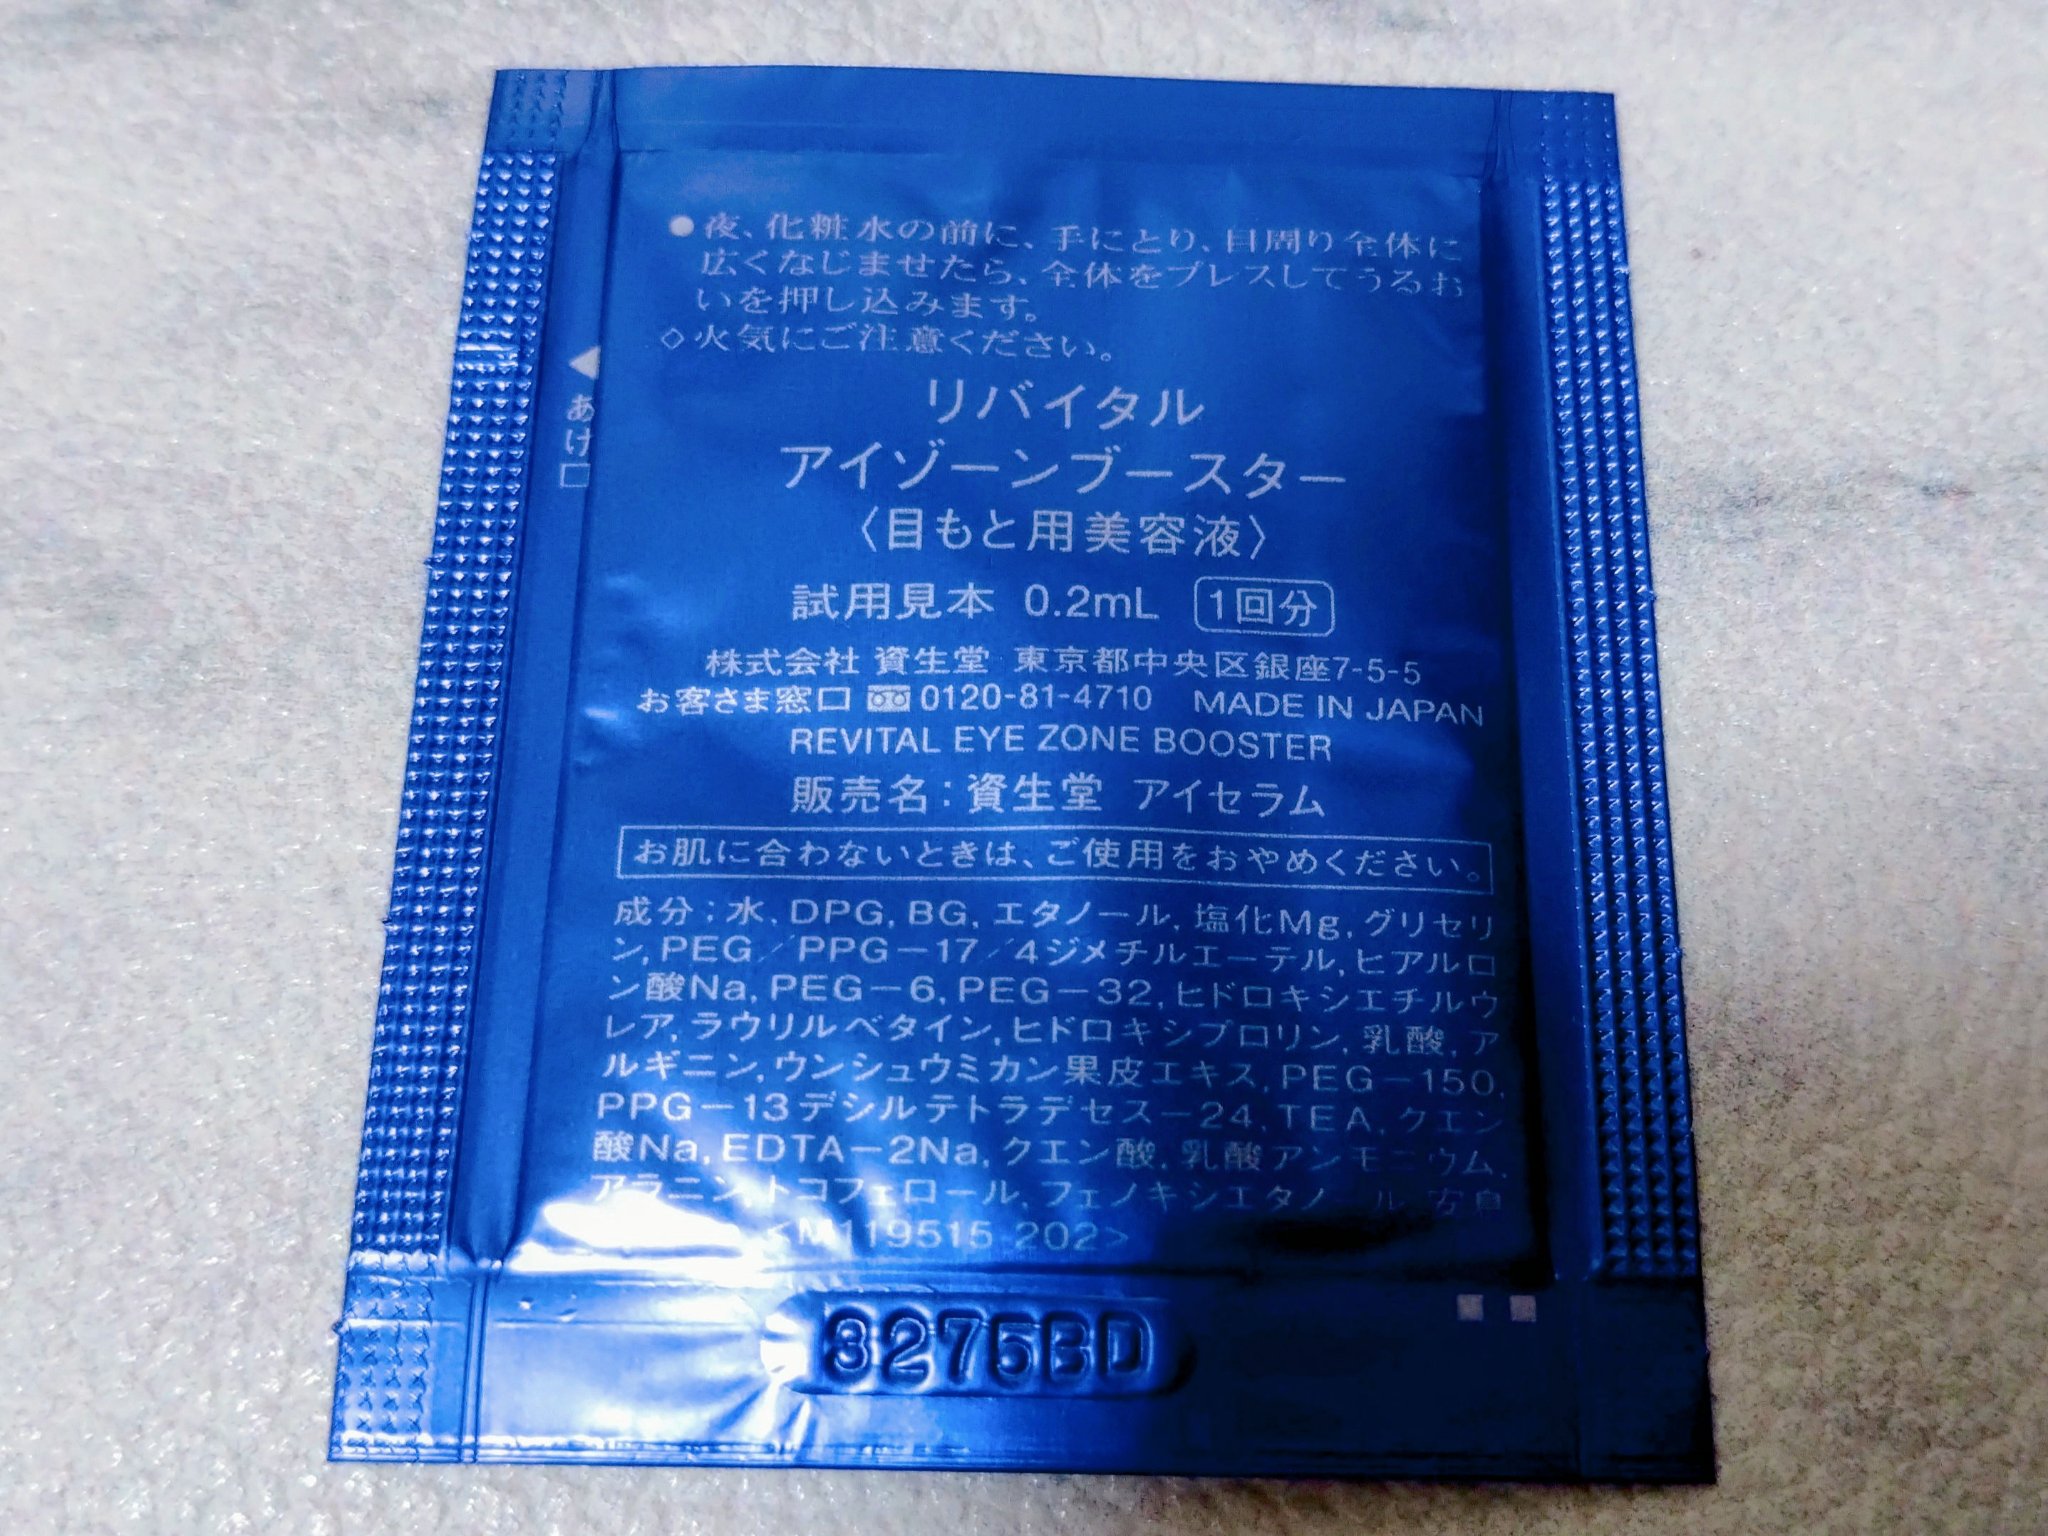 ●夜、化粧水の前に、手にとり、目周り全体に
広くなじませたら、全体をプレスしてうるお
いを押し込みます。
◇火気にご注意ください。
◀あけ口
リバイタル
アイゾーンブースター
〈目もと用美容液〉
試用見本 0.2mL 1回分
株式会社 資生堂 東京都中央区銀座7-5-5
お客さま窓口 0120-81-4710 MADE IN JAPAN
REVITAL EYE ZONE BOOSTER
販売名：資生堂 アイセラム
お肌に合わないときは、ご使用をおやめください。
成分：水, DPG, BG, エタノール, 塩化Mg, グリセリ
ン, PEG／PPG－17／4ジメチルエーテル, ヒアルロ
ン酸Na, PEG－6, PEG－32, ヒドロキシエチルウ
レア, ラウリルベタイン, ヒドロキシプロリン, 乳酸, ア
ルギニン, ウンシュウミカン果皮エキス, PEG－150,
PPG－13デシルテトラデセス－24, TEA, クエン
酸Na, EDTA－2Na, クエン酸, 乳酸アンモニウム,
アラニン, トコフェロール, フェノキシエタノール, 安息
<M119515 202>
3275BD